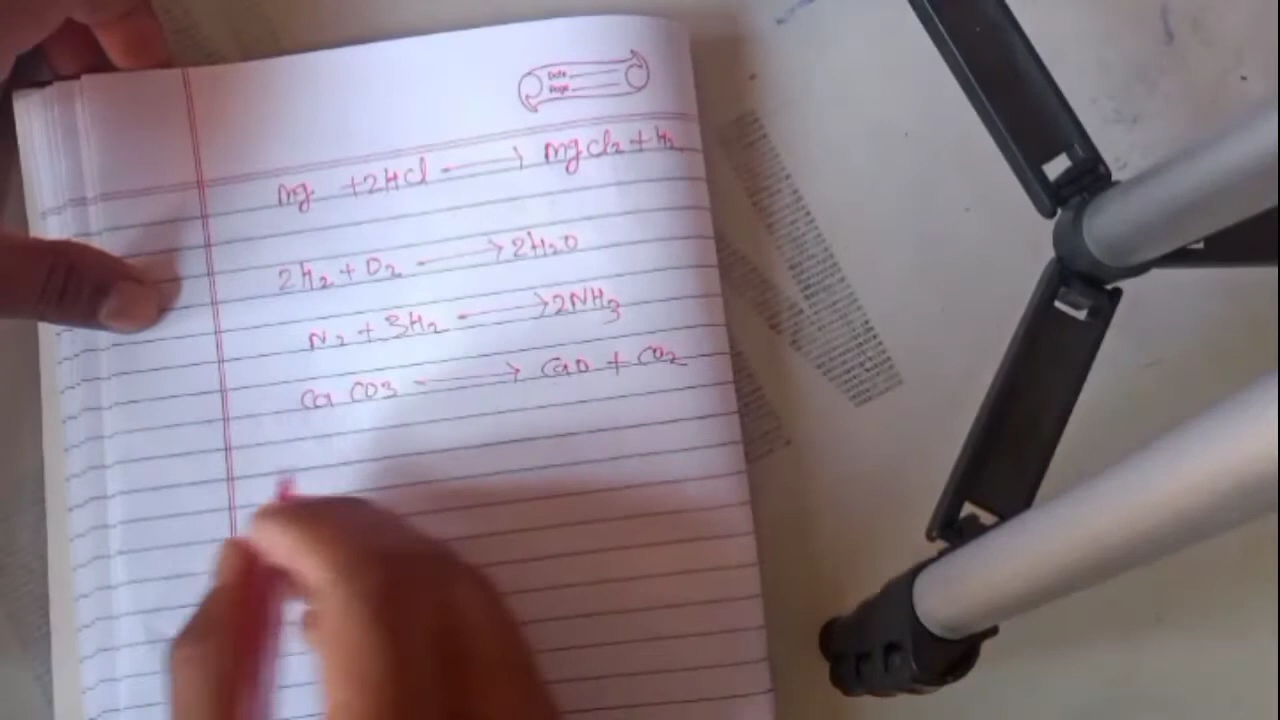 Date
Page
Mg + 2HCl ⟶ MgCl2 + H2
2H2 + O2 ⟶ 2H2O
N2 + 3H2 ⟶ 2NH3
CaCO3 ⟶ CaO + CO2